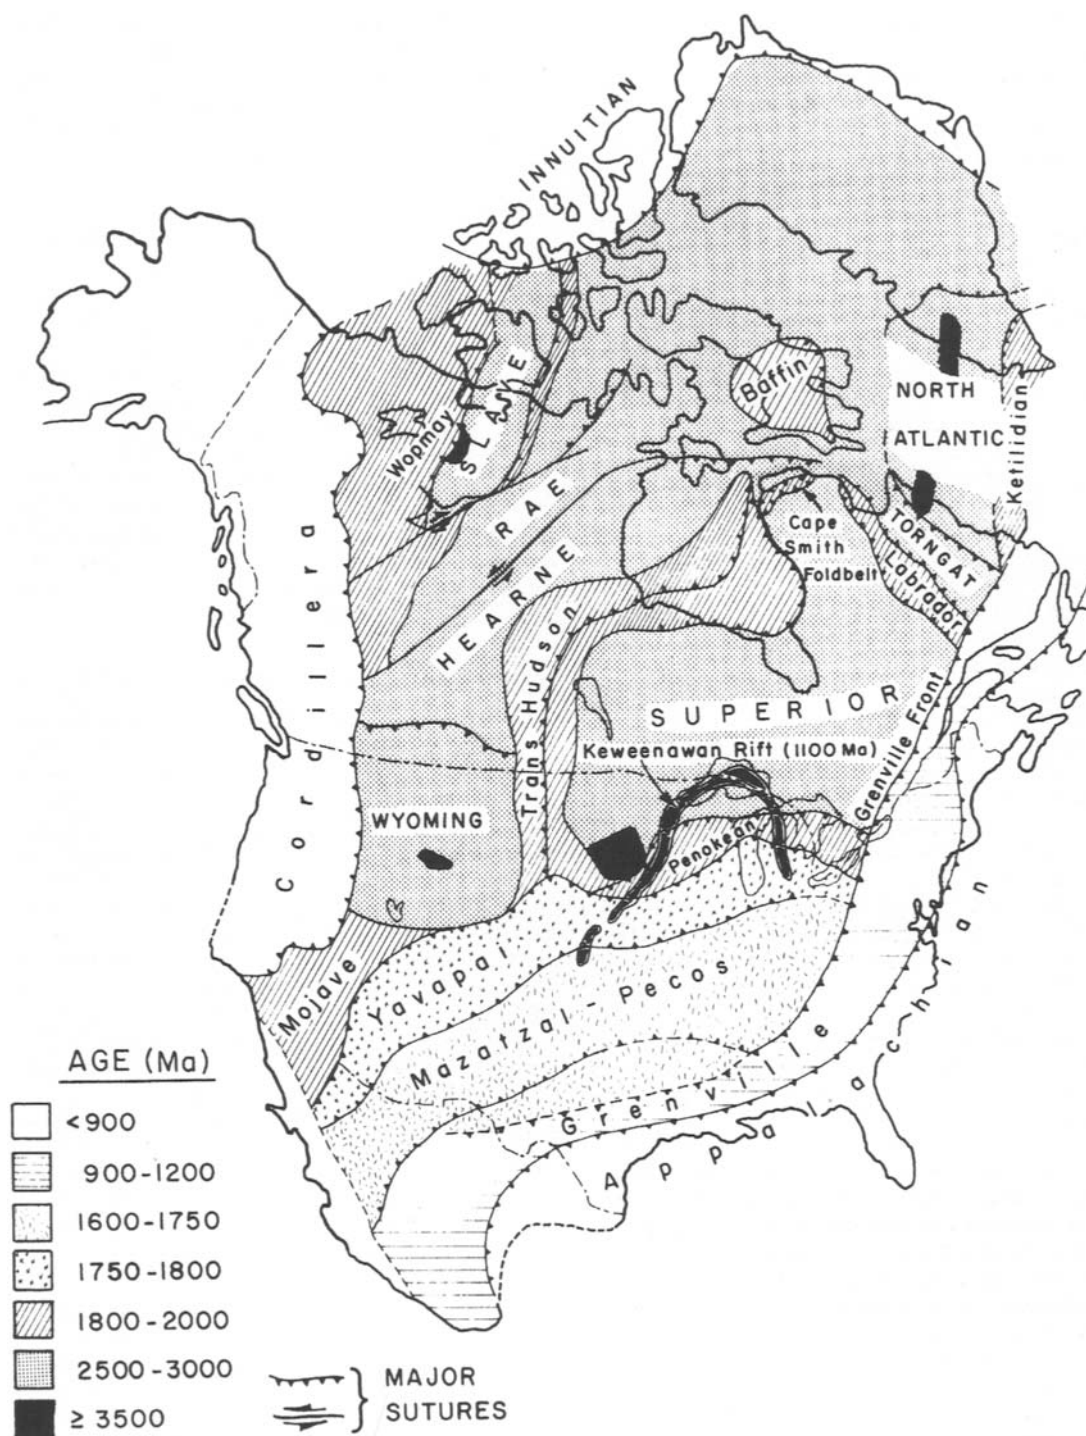 INNUITIAN
Wopmay
SLAVE
Baffin
NORTH
ATLANTIC
Ketilidian
RAE
HEARNE
Cape
Smith
Foldbelt
TORNGAT
Labrador
Cordillera
Trans Hudson
SUPERIOR
Keweenawan Rift (1100 Ma)
Grenville Front
WYOMING
Penokean
Mojave
Yavapai
Mazatzal - Pecos
Grenville
Appalachian
AGE (Ma)
<900
900-1200
1600-1750
1750-1800
1800-2000
2500-3000
≥ 3500
MAJOR
SUTURES